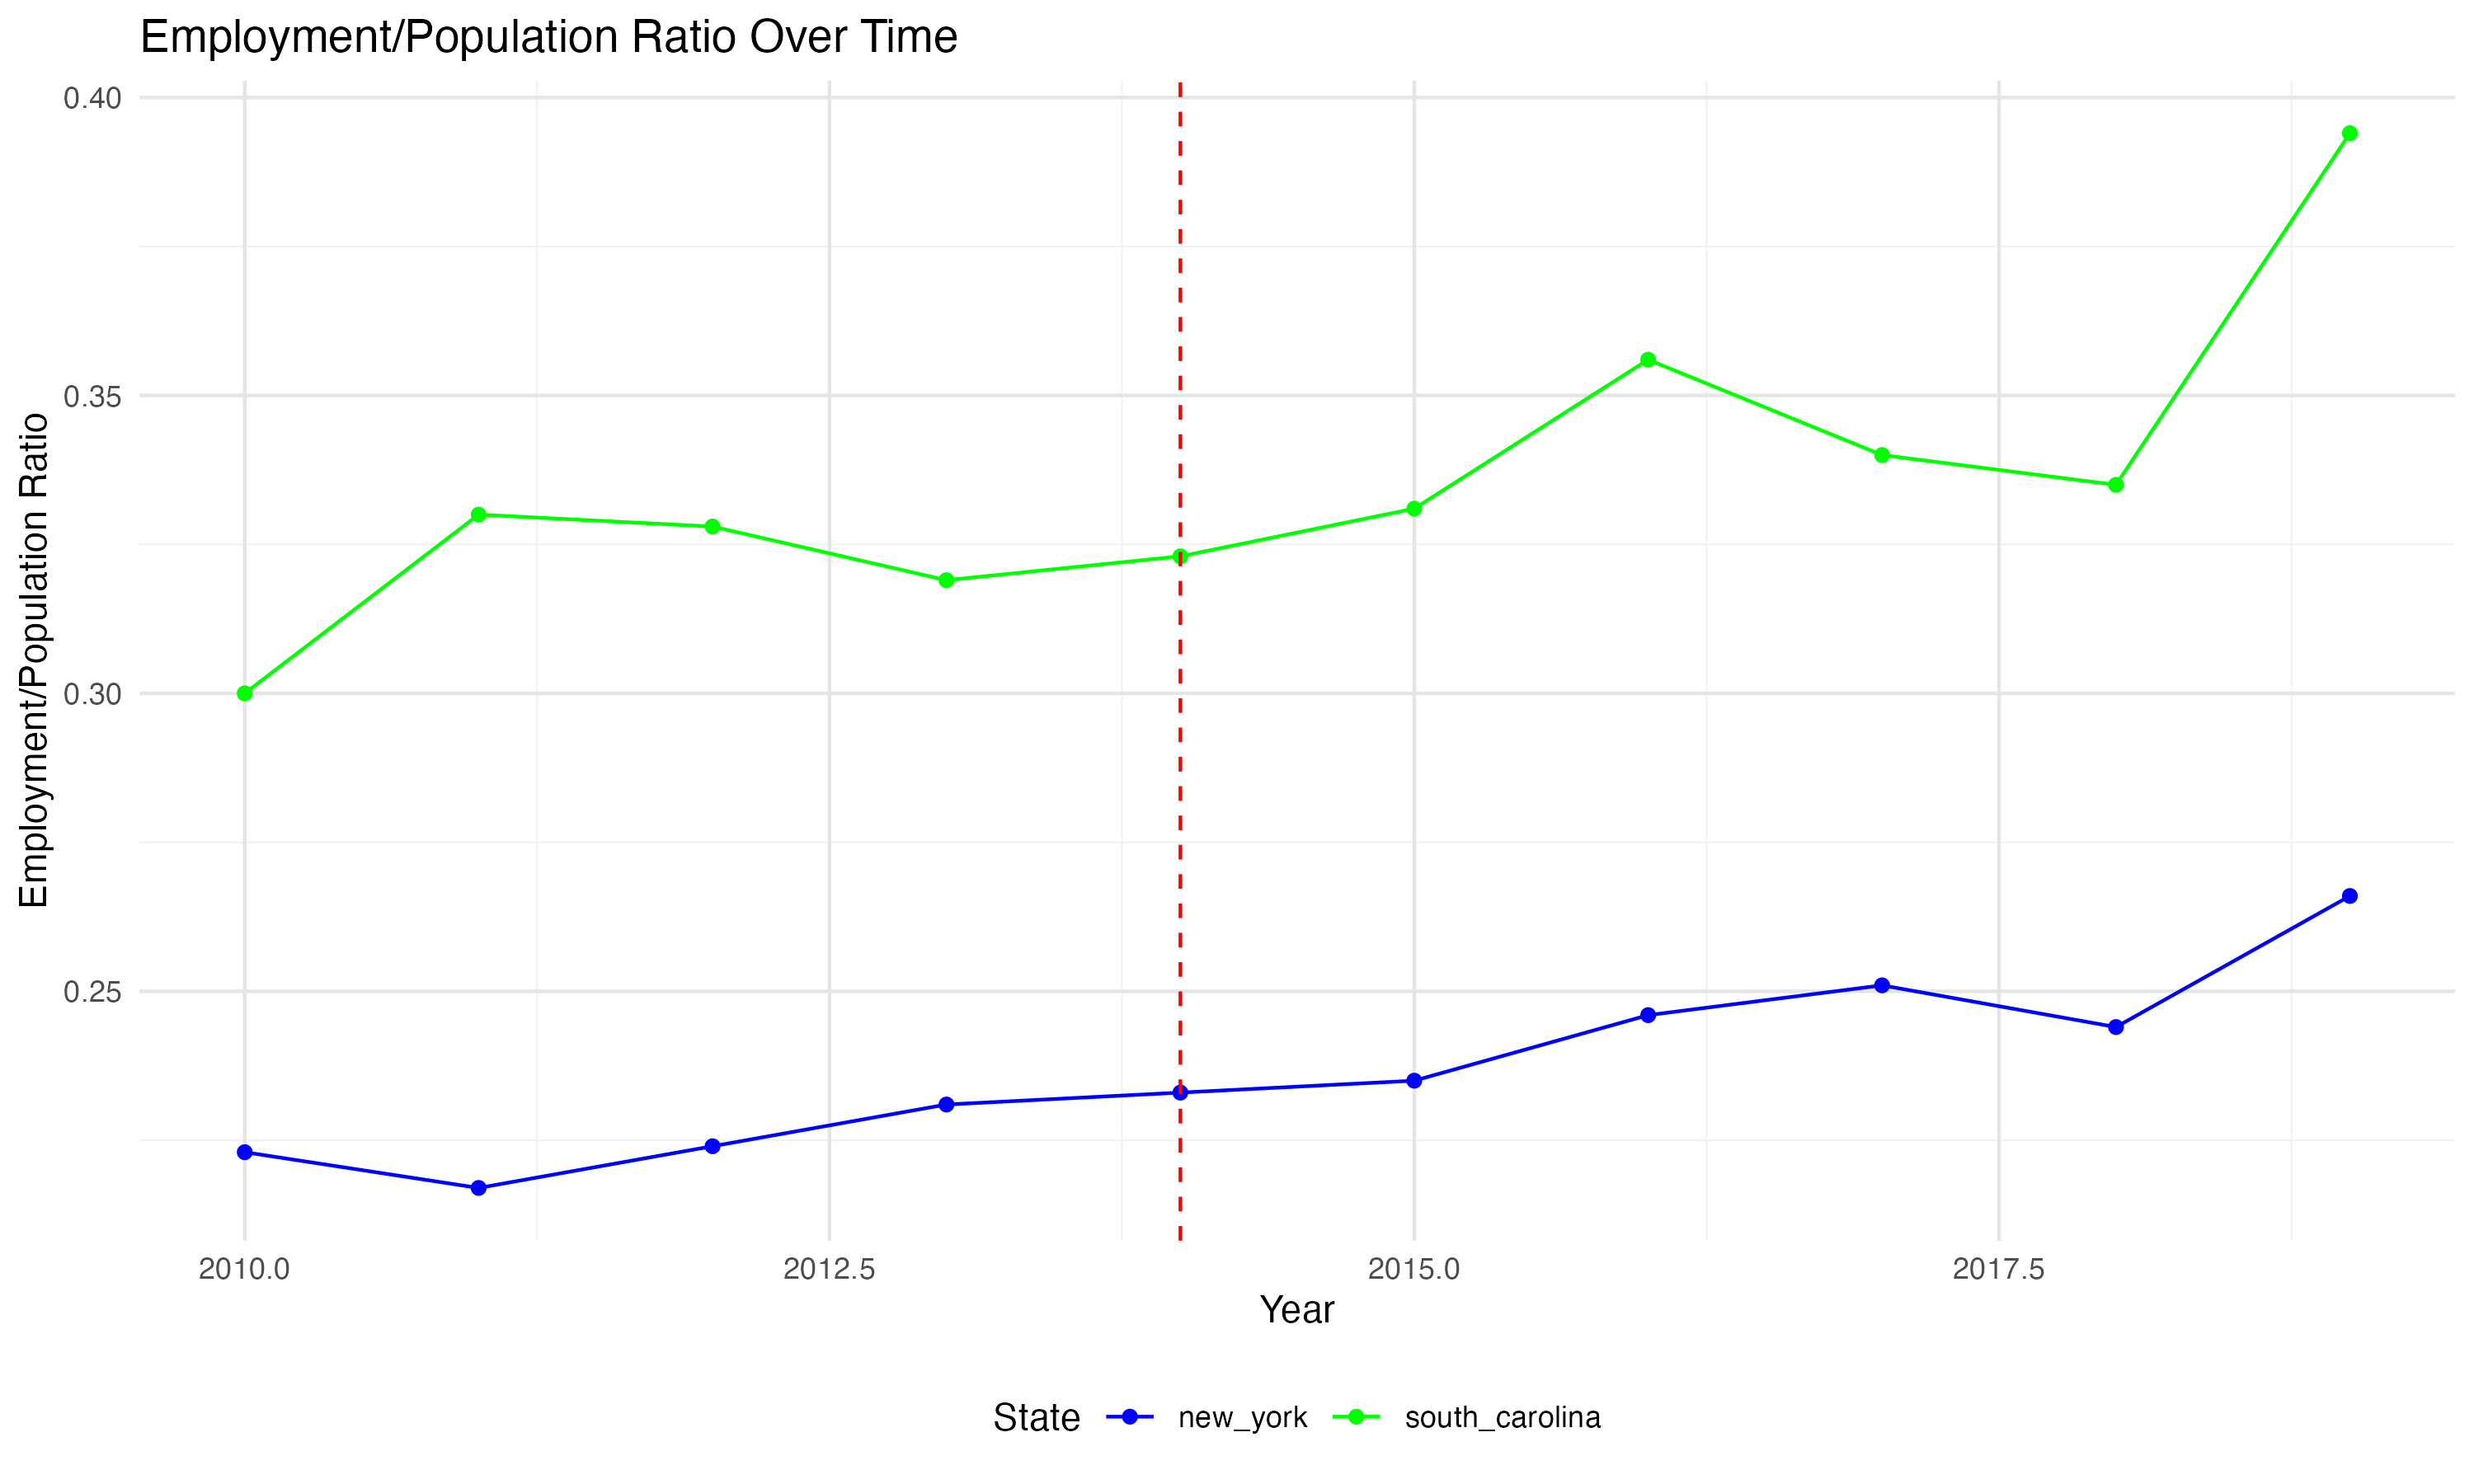 Employment/Population Ratio Over Time
Employment/Population Ratio
0.40
0.35
0.30
0.25
2010.0 2012.5 2015.0 2017.5
Year
State new_york south_carolina